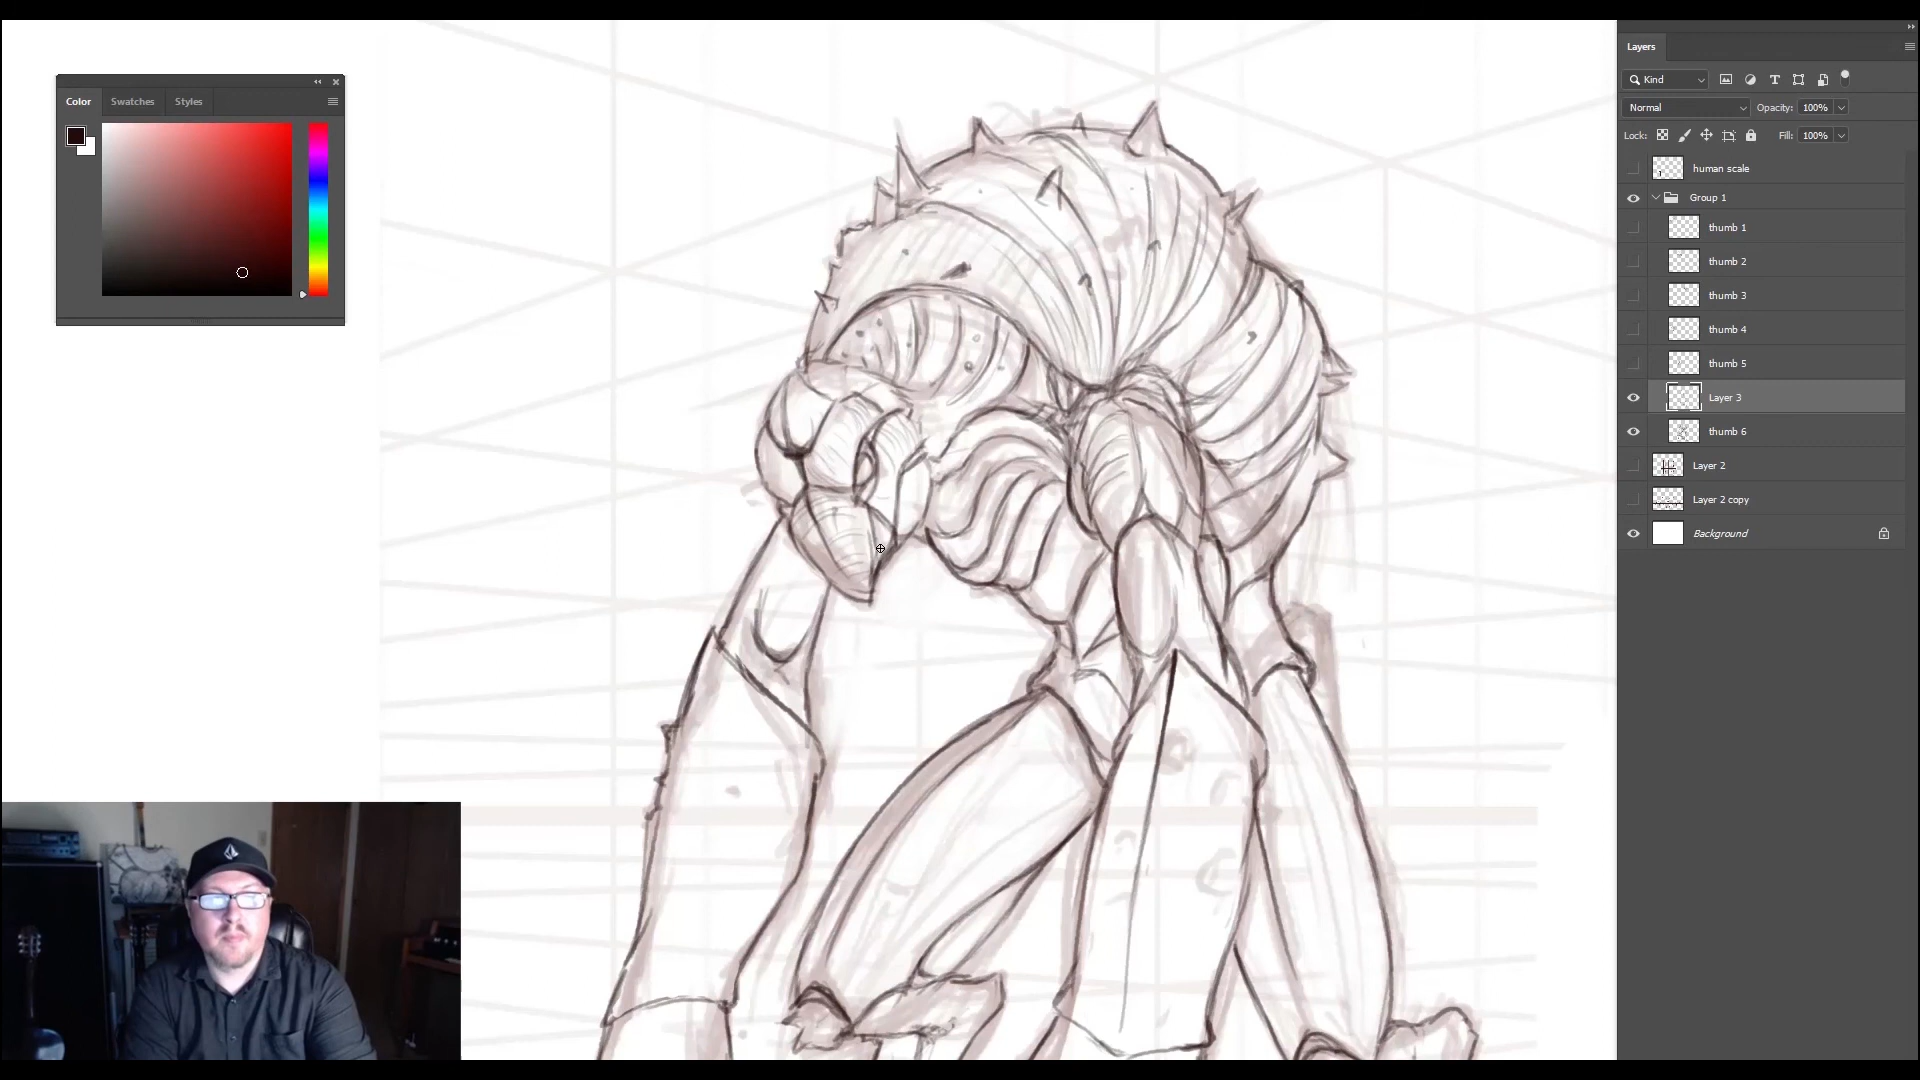 Color Swatches Styles
Layers
Kind
Normal Opacity: 100%
Lock: Fill: 100%
human scale
Group 1
thumb 1
thumb 2
thumb 3
thumb 4
thumb 5
Layer 3
thumb 6
Layer 2
Layer 2 copy
Background